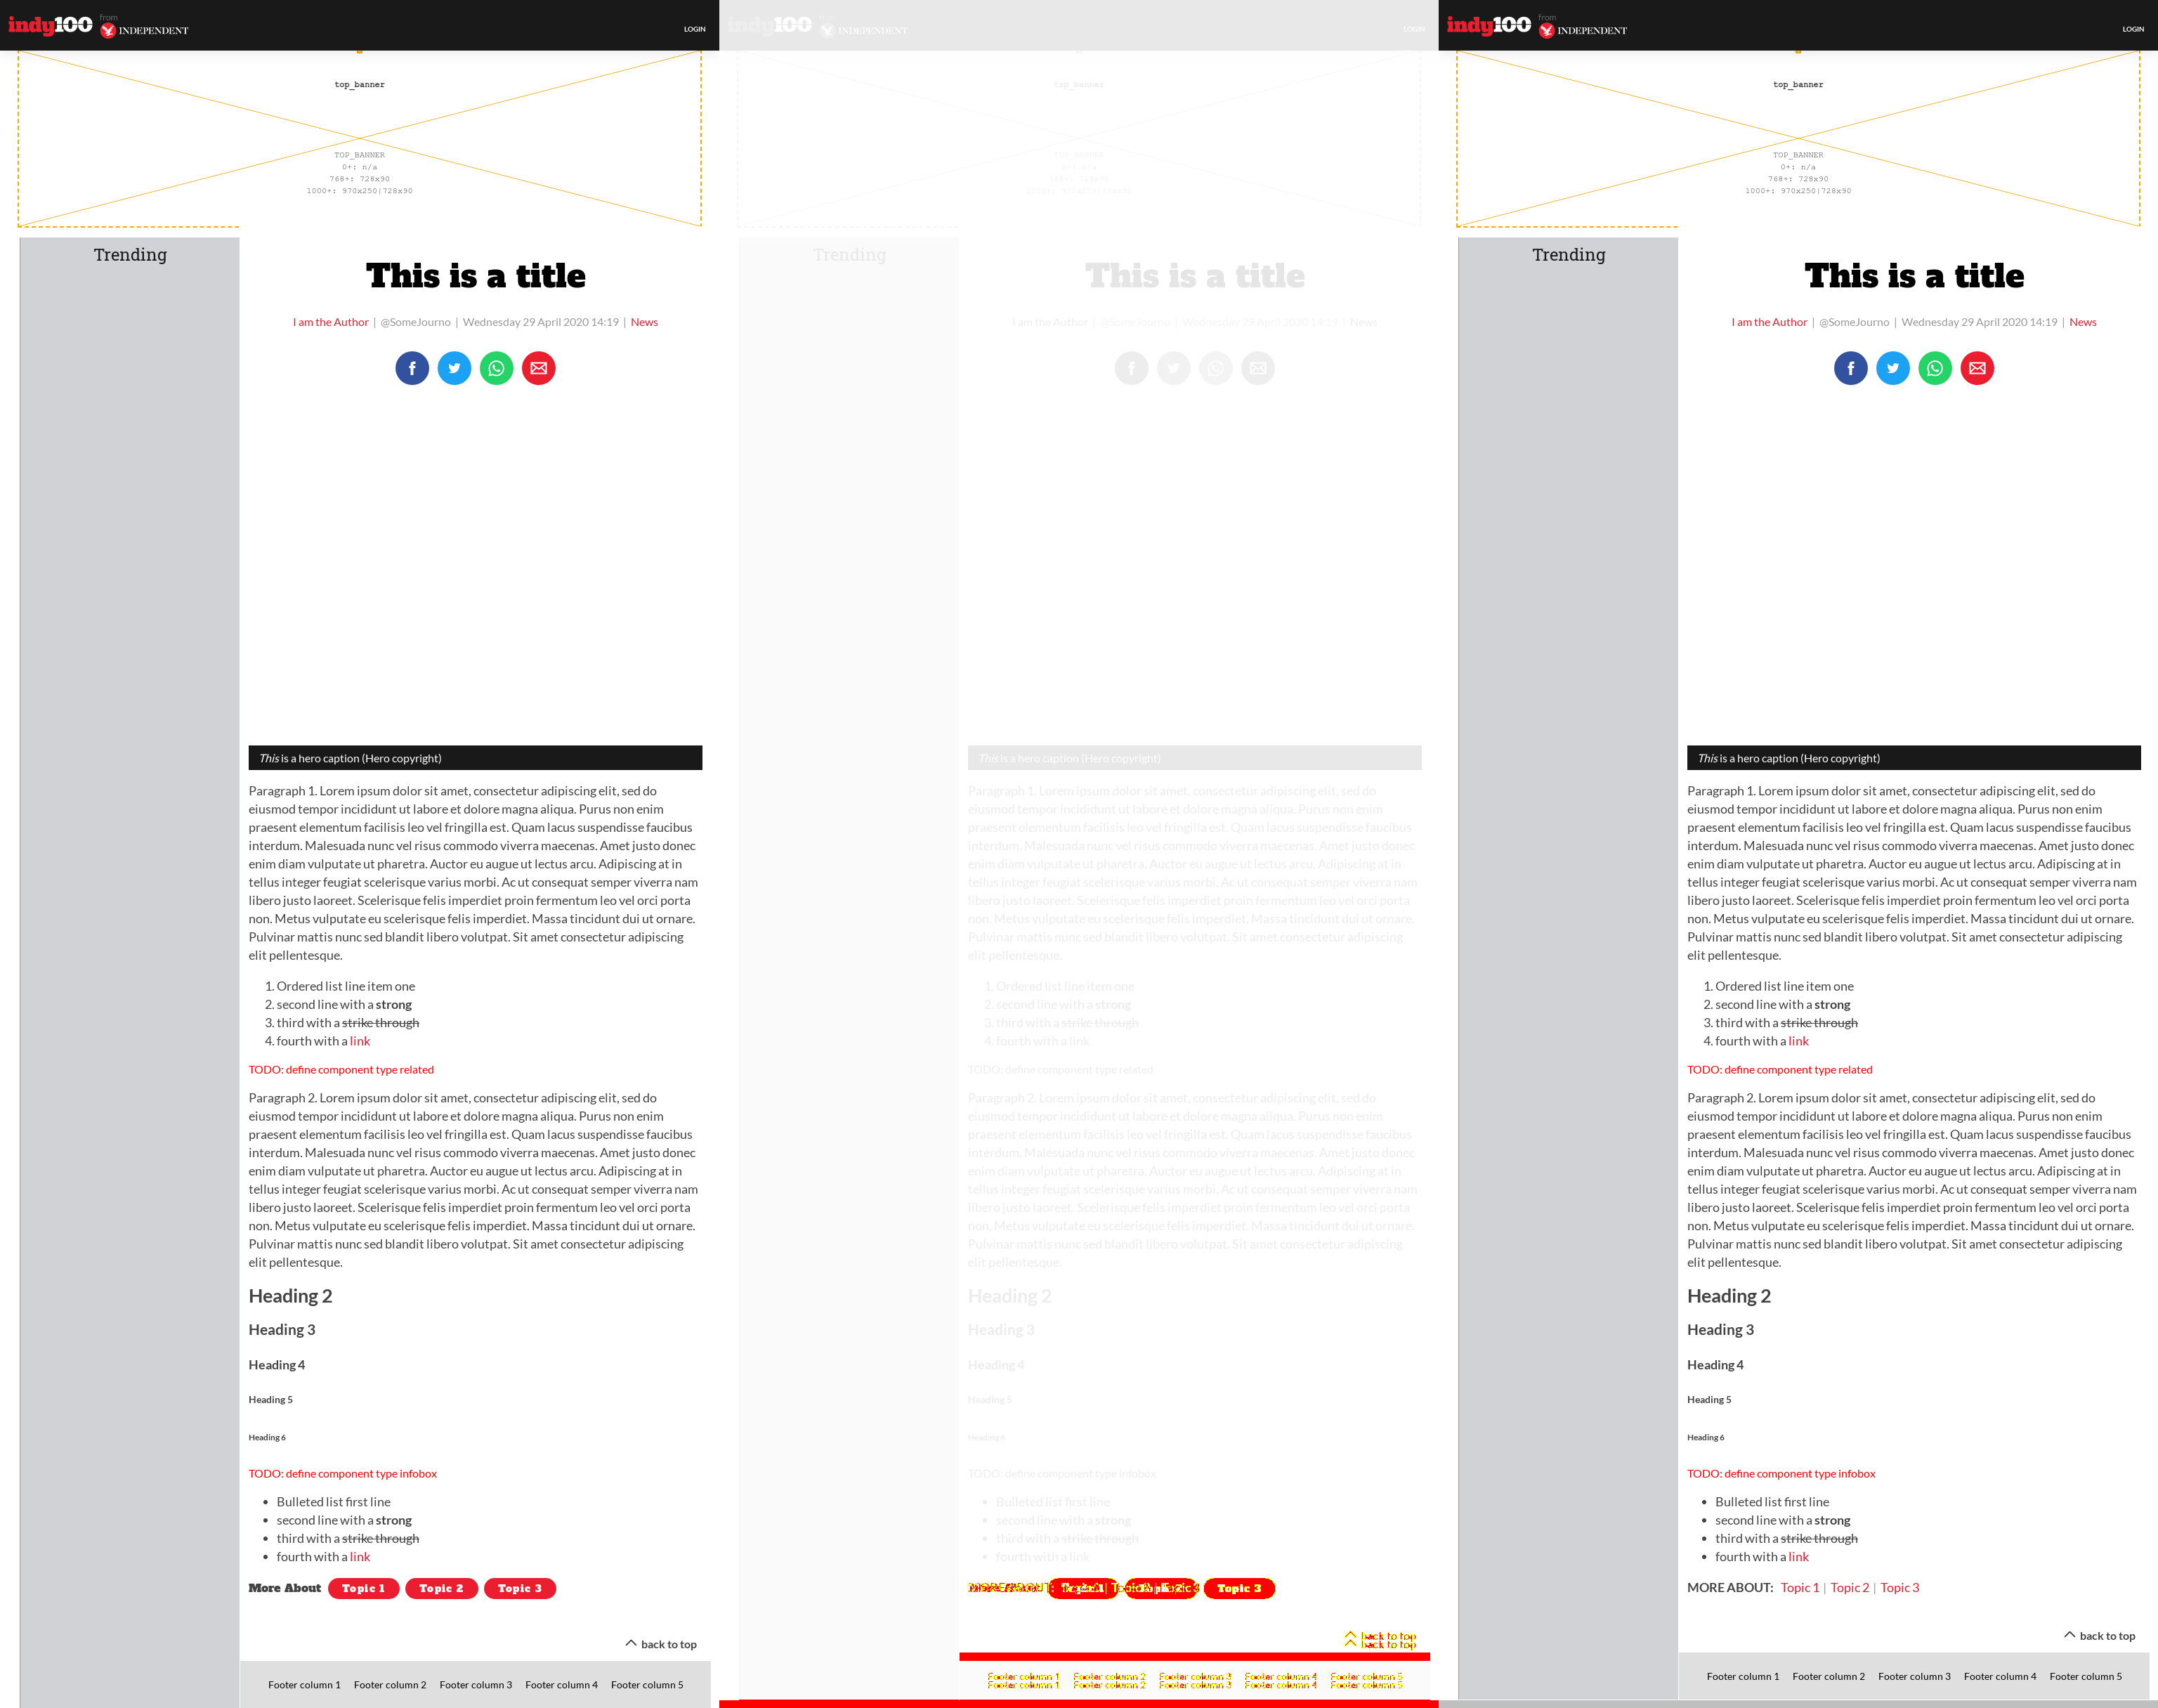 indy100
from
INDEPENDENT
LOGIN
top_banner
TOP_BANNER
0+: n/a
768+: 728x90
1000+: 970x250|728x90
Trending
This is a title
I am the Author | @SomeJourno | Wednesday 29 April 2020 14:19 | News
This is a hero caption (Hero copyright)
Paragraph 1. Lorem ipsum dolor sit amet, consectetur adipiscing elit, sed do
eiusmod tempor incididunt ut labore et dolore magna aliqua. Purus non enim
praesent elementum facilisis leo vel fringilla est. Quam lacus suspendisse faucibus
interdum. Malesuada nunc vel risus commodo viverra maecenas. Amet justo donec
enim diam vulputate ut pharetra. Auctor eu augue ut lectus arcu. Adipiscing at in
tellus integer feugiat scelerisque varius morbi. Ac ut consequat semper viverra nam
libero justo laoreet. Scelerisque felis imperdiet proin fermentum leo vel orci porta
non. Metus vulputate eu scelerisque felis imperdiet. Massa tincidunt dui ut ornare.
Pulvinar mattis nunc sed blandit libero volutpat. Sit amet consectetur adipiscing
elit pellentesque.
1. Ordered list line item one
2. second line with a strong
3. third with a strike through
4. fourth with a link
TODO: define component type related
Paragraph 2. Lorem ipsum dolor sit amet, consectetur adipiscing elit, sed do
eiusmod tempor incididunt ut labore et dolore magna aliqua. Purus non enim
praesent elementum facilisis leo vel fringilla est. Quam lacus suspendisse faucibus
interdum. Malesuada nunc vel risus commodo viverra maecenas. Amet justo donec
enim diam vulputate ut pharetra. Auctor eu augue ut lectus arcu. Adipiscing at in
tellus integer feugiat scelerisque varius morbi. Ac ut consequat semper viverra nam
libero justo laoreet. Scelerisque felis imperdiet proin fermentum leo vel orci porta
non. Metus vulputate eu scelerisque felis imperdiet. Massa tincidunt dui ut ornare.
Pulvinar mattis nunc sed blandit libero volutpat. Sit amet consectetur adipiscing
elit pellentesque.
Heading 2
Heading 3
Heading 4
Heading 5
Heading 6
TODO: define component type infobox
• Bulleted list first line
• second line with a strong
• third with a strike through
• fourth with a link
More About Topic 1 Topic 2 Topic 3
back to top
Footer column 1 Footer column 2 Footer column 3 Footer column 4 Footer column 5
indy100
INDEPENDENT
LOGIN
top_banner
TOP_BANNER
Trending
This is a title
I am the Author | @SomeJourno | Wednesday 29 April 2020 14:19 | News
This is a hero caption (Hero copyright)
Paragraph 1. Lorem ipsum dolor sit amet, consectetur adipiscing elit, sed do
eiusmod tempor incididunt ut labore et dolore magna aliqua. Purus non enim
praesent elementum facilisis leo vel fringilla est. Quam lacus suspendisse faucibus
interdum. Malesuada nunc vel risus commodo viverra maecenas. Amet justo donec
enim diam vulputate ut pharetra. Auctor eu augue ut lectus arcu. Adipiscing at in
tellus integer feugiat scelerisque varius morbi. Ac ut consequat semper viverra nam
libero justo laoreet. Scelerisque felis imperdiet proin fermentum leo vel orci porta
non. Metus vulputate eu scelerisque felis imperdiet. Massa tincidunt dui ut ornare.
Pulvinar mattis nunc sed blandit libero volutpat. Sit amet consectetur adipiscing
elit pellentesque.
1. Ordered list line item one
2. second line with a strong
3. third with a strike through
4. fourth with a link
TODO: define component type related
Paragraph 2. Lorem ipsum dolor sit amet, consectetur adipiscing elit, sed do
eiusmod tempor incididunt ut labore et dolore magna aliqua. Purus non enim
praesent elementum facilisis leo vel fringilla est. Quam lacus suspendisse faucibus
interdum. Malesuada nunc vel risus commodo viverra maecenas. Amet justo donec
enim diam vulputate ut pharetra. Auctor eu augue ut lectus arcu. Adipiscing at in
tellus integer feugiat scelerisque varius morbi. Ac ut consequat semper viverra nam
libero justo laoreet. Scelerisque felis imperdiet proin fermentum leo vel orci porta
non. Metus vulputate eu scelerisque felis imperdiet. Massa tincidunt dui ut ornare.
Pulvinar mattis nunc sed blandit libero volutpat. Sit amet consectetur adipiscing
elit pellentesque.
Heading 2
Heading 3
Heading 4
Heading 5
Heading 6
TODO: define component type infobox
• Bulleted list first line
• second line with a strong
• third with a strike through
• fourth with a link
Topic 3
back to top
back to top
Footer column 1 Footer column 2 Footer column 3 Footer column 4 Footer column 5
Footer column 1 Footer column 2 Footer column 3 Footer column 4 Footer column 5
indy100
from
INDEPENDENT
LOGIN
top_banner
TOP_BANNER
0+: n/a
768+: 728x90
1000+: 970x250|728x90
Trending
This is a title
I am the Author | @SomeJourno | Wednesday 29 April 2020 14:19 | News
This is a hero caption (Hero copyright)
Paragraph 1. Lorem ipsum dolor sit amet, consectetur adipiscing elit, sed do
eiusmod tempor incididunt ut labore et dolore magna aliqua. Purus non enim
praesent elementum facilisis leo vel fringilla est. Quam lacus suspendisse faucibus
interdum. Malesuada nunc vel risus commodo viverra maecenas. Amet justo donec
enim diam vulputate ut pharetra. Auctor eu augue ut lectus arcu. Adipiscing at in
tellus integer feugiat scelerisque varius morbi. Ac ut consequat semper viverra nam
libero justo laoreet. Scelerisque felis imperdiet proin fermentum leo vel orci porta
non. Metus vulputate eu scelerisque felis imperdiet. Massa tincidunt dui ut ornare.
Pulvinar mattis nunc sed blandit libero volutpat. Sit amet consectetur adipiscing
elit pellentesque.
1. Ordered list line item one
2. second line with a strong
3. third with a strike through
4. fourth with a link
TODO: define component type related
Paragraph 2. Lorem ipsum dolor sit amet, consectetur adipiscing elit, sed do
eiusmod tempor incididunt ut labore et dolore magna aliqua. Purus non enim
praesent elementum facilisis leo vel fringilla est. Quam lacus suspendisse faucibus
interdum. Malesuada nunc vel risus commodo viverra maecenas. Amet justo donec
enim diam vulputate ut pharetra. Auctor eu augue ut lectus arcu. Adipiscing at in
tellus integer feugiat scelerisque varius morbi. Ac ut consequat semper viverra nam
libero justo laoreet. Scelerisque felis imperdiet proin fermentum leo vel orci porta
non. Metus vulputate eu scelerisque felis imperdiet. Massa tincidunt dui ut ornare.
Pulvinar mattis nunc sed blandit libero volutpat. Sit amet consectetur adipiscing
elit pellentesque.
Heading 2
Heading 3
Heading 4
Heading 5
Heading 6
TODO: define component type infobox
• Bulleted list first line
• second line with a strong
• third with a strike through
• fourth with a link
MORE ABOUT: Topic 1 | Topic 2 | Topic 3
back to top
Footer column 1 Footer column 2 Footer column 3 Footer column 4 Footer column 5